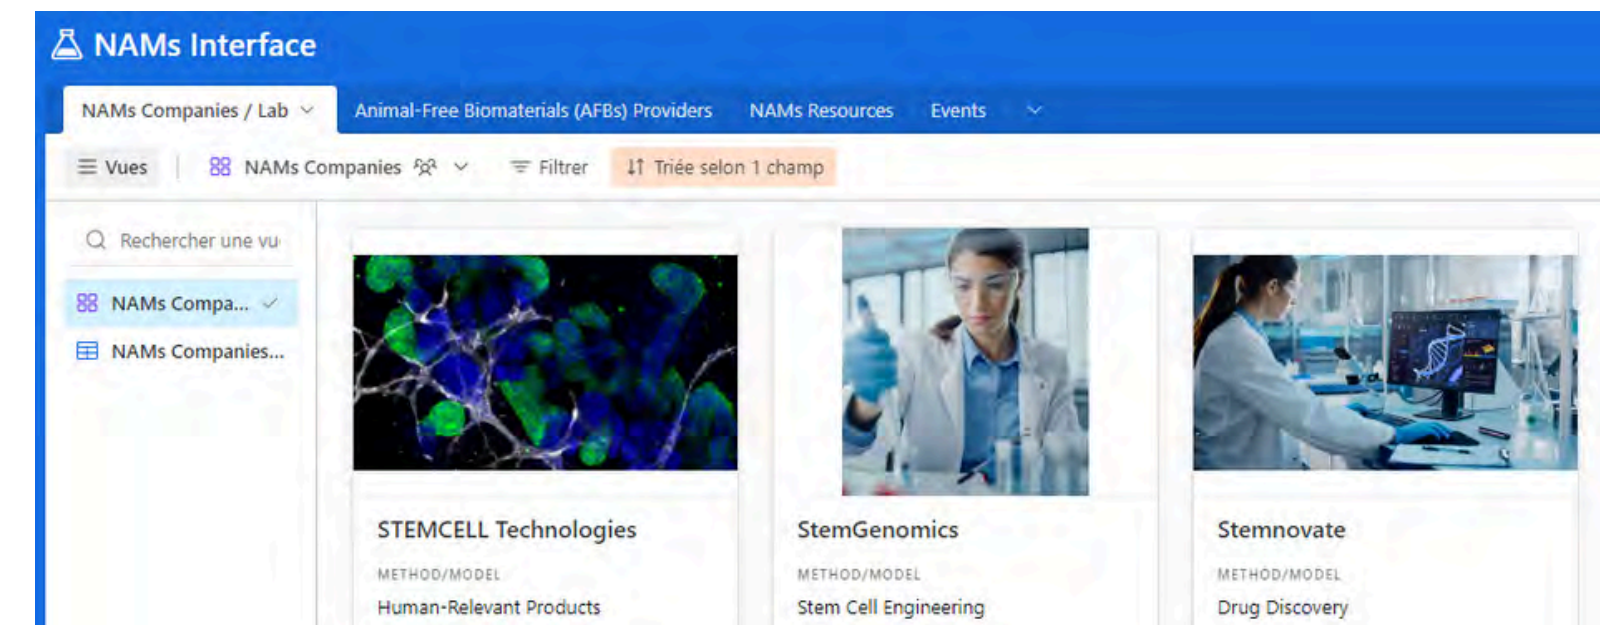 NAMs Interface
NAMs Companies / Lab
Animal-Free Biomaterials (AFBs) Providers
NAMs Resources
Events
Vues
NAMs Companies
Filtrer
Triée selon 1 champ
Rechercher une vu
NAMs Compa...
NAMs Companies...
STEMCELL Technologies
METHOD/MODEL
Human-Relevant Products
StemGenomics
METHOD/MODEL
Stem Cell Engineering
Stemnovate
METHOD/MODEL
Drug Discovery